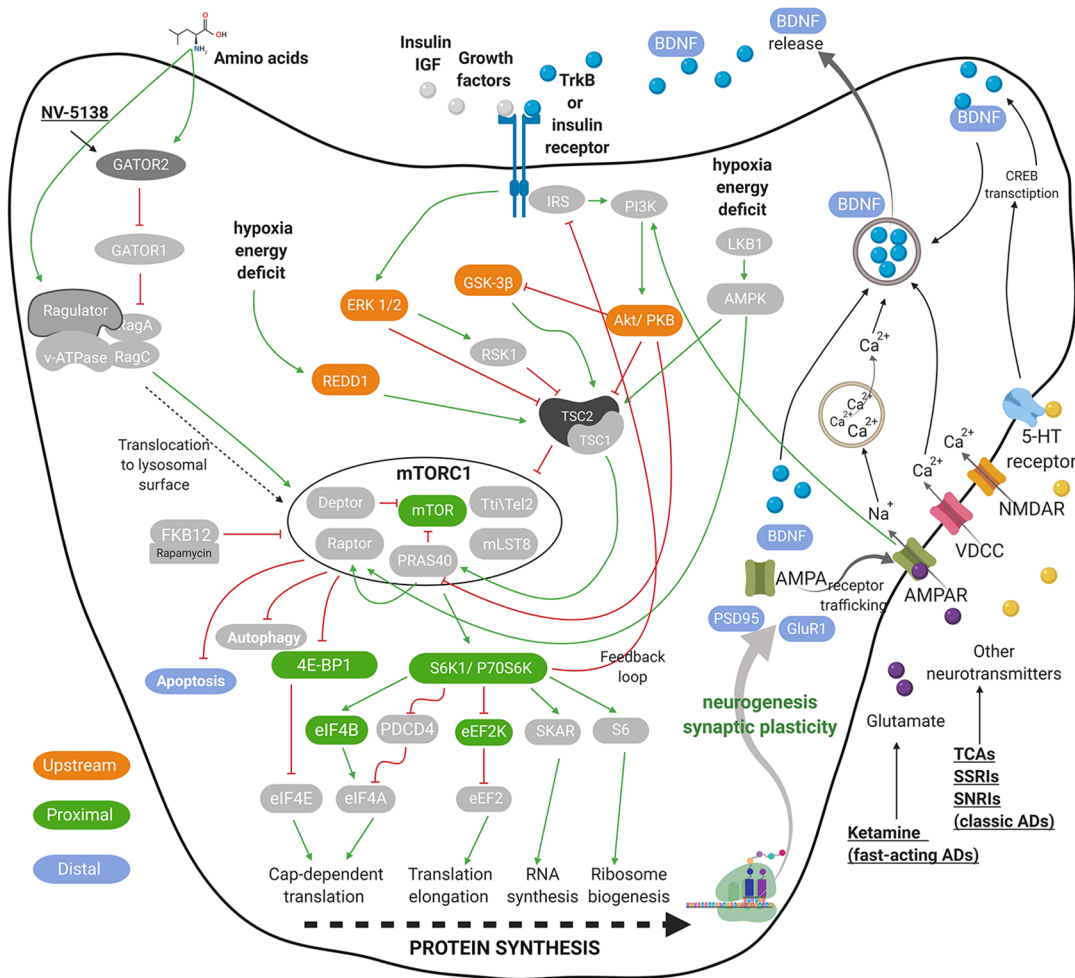 O
OH
NH₂
Amino acids
NV-5138
GATOR2
GATOR1
Ragulator
RagA
v-ATPase
RagC
Translocation
to lysosomal
surface
hypoxia
energy
deficit
REDD1
Insulin
IGF
Growth
factors
TrkB
or
insulin
receptor
BDNF
BDNF
release
BDNF
CREB
transctiption
IRS
PI3K
hypoxia
energy
deficit
LKB1
AMPK
GSK-3β
ERK 1/2
Akt/ PKB
RSK1
TSC2
TSC1
BDNF
Ca²⁺
Ca²⁺
Ca²⁺
Ca²⁺
5-HT
receptor
Ca²⁺
Ca²⁺
Na⁺
NMDAR
VDCC
AMPAR
BDNF
AMPA
receptor
trafficking
PSD95
GluR1
mTORC1
Deptor
mTOR
Tti\Tel2
Raptor
PRAS40
mLST8
FKB12
Rapamycin
Autophagy
Apoptosis
4E-BP1
S6K1/ P70S6K
Feedback
loop
eIF4B
PDCD4
eEF2K
SKAR
S6
eIF4E
eIF4A
eEF2
Cap-dependent
translation
Translation
elongation
RNA
synthesis
Ribosome
biogenesis
PROTEIN SYNTHESIS
neurogenesis
synaptic plasticity
Other
neurotransmitters
Glutamate
TCAs
SSRIs
SNRIs
(classic ADs)
Ketamine
(fast-acting ADs)
Upstream
Proximal
Distal